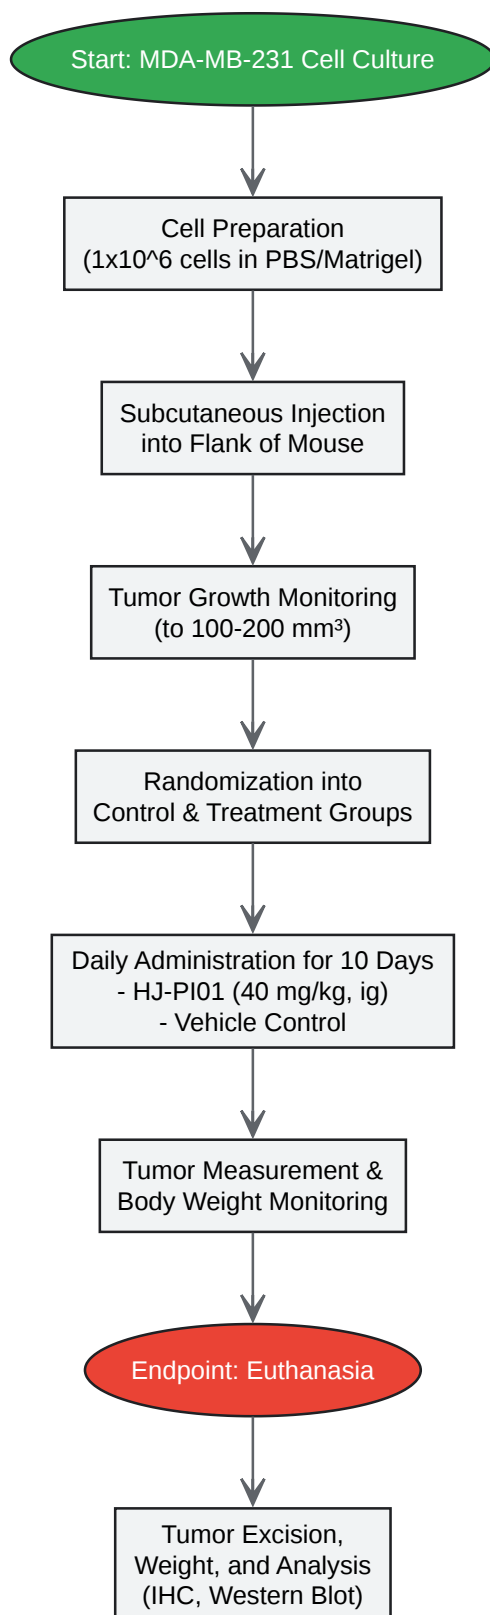 Start: MDA-MB-231 Cell Culture
Cell Preparation
(1x10^6 cells in PBS/Matrigel)
Subcutaneous Injection
into Flank of Mouse
Tumor Growth Monitoring
(to 100-200 mm³)
Randomization into
Control & Treatment Groups
Daily Administration for 10 Days
- HJ-PI01 (40 mg/kg, ig)
- Vehicle Control
Tumor Measurement &
Body Weight Monitoring
Endpoint: Euthanasia
Tumor Excision,
Weight, and Analysis
(IHC, Western Blot)